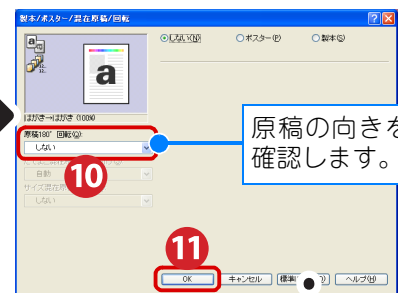 製本/ポスター/混在原稿/回転
しない(N)
ポスター(P)
製本(S)
a
a
はがき→はがき (100%)
原稿180°回転(Q):
しない
10
自動
サイズ混在原
しない
原稿の向きを
確認します。
11
OK
キャンセル
ヘルプ(H)